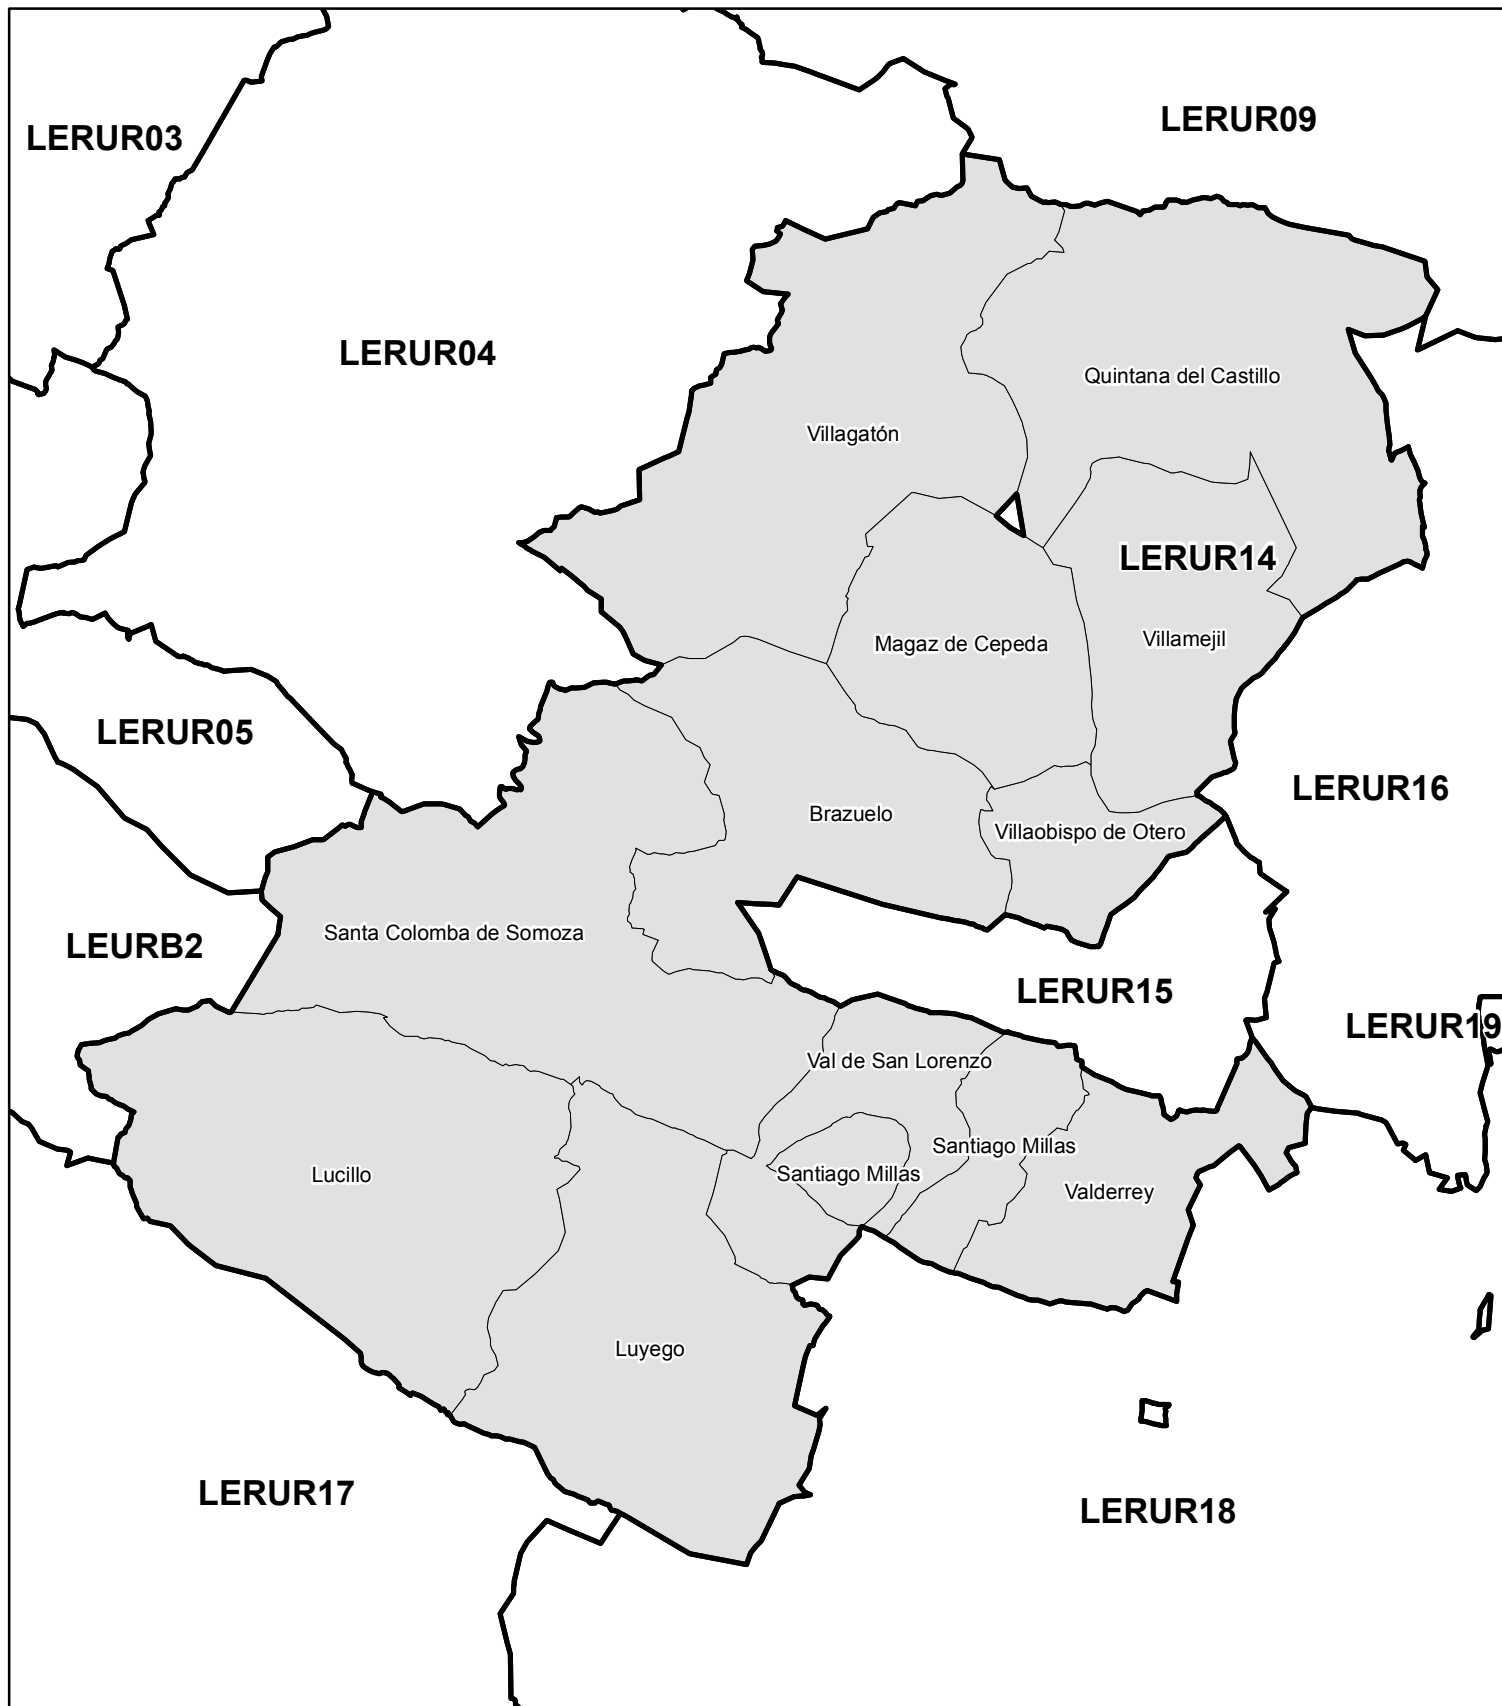 LERUR09
LERUR03
LERUR04
Quintana del Castillo
Villagatón
LERUR14
Villamejil
Magaz de Cepeda
LERUR05
LERUR16
Brazuelo
Villaobispo de Otero
Santa Colomba de Somoza
LEURB2
LERUR15
LERUR19
Val de San Lorenzo
Santiago Millas
Santiago Millas
Lucillo
Valderrey
Luyego
LERUR17
LERUR18